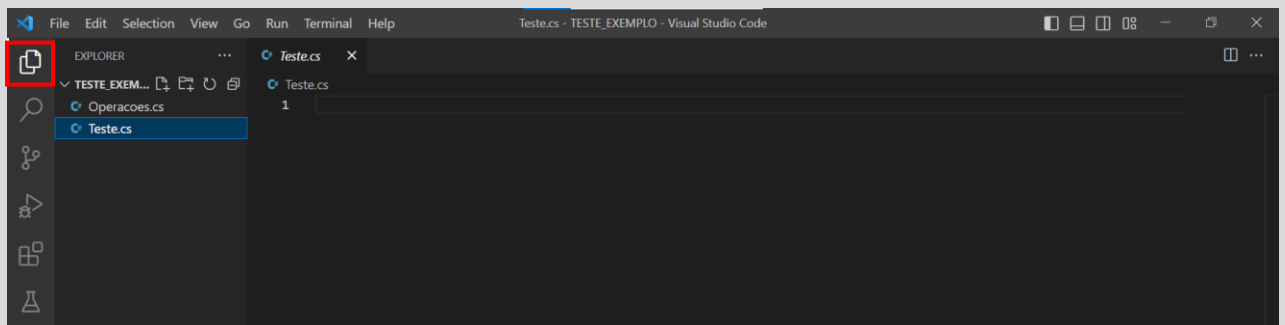 File Edit Selection View Go Run Terminal Help Teste.cs - TESTE_EXEMPLO - Visual Studio Code
EXPLORER ... Teste.cs
TESTE_EXEM... Teste.cs
Operacoes.cs 1
Teste.cs